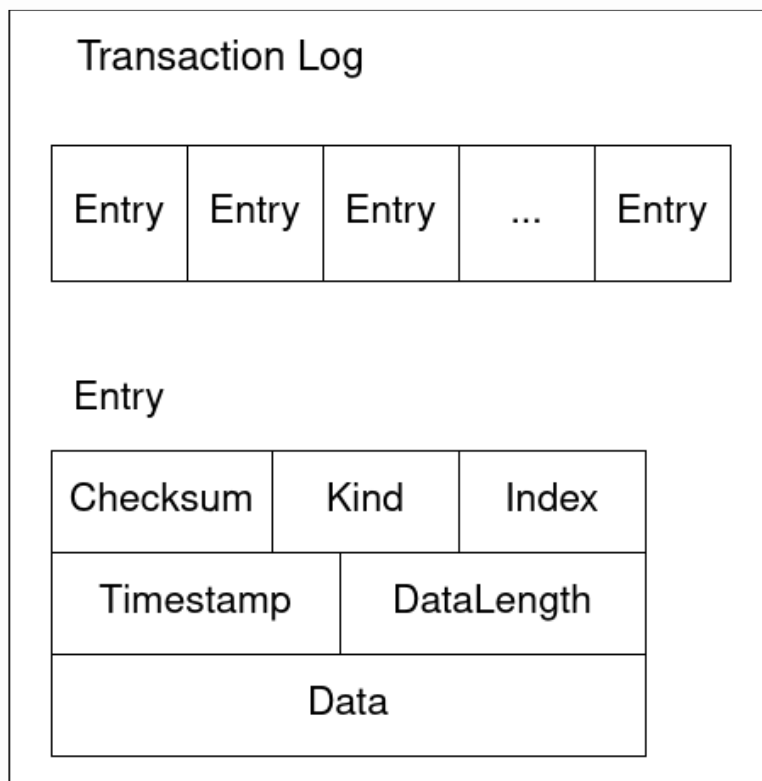 Transaction Log
Entry Entry Entry ... Entry
Entry
Checksum Kind Index
Timestamp DataLength
Data